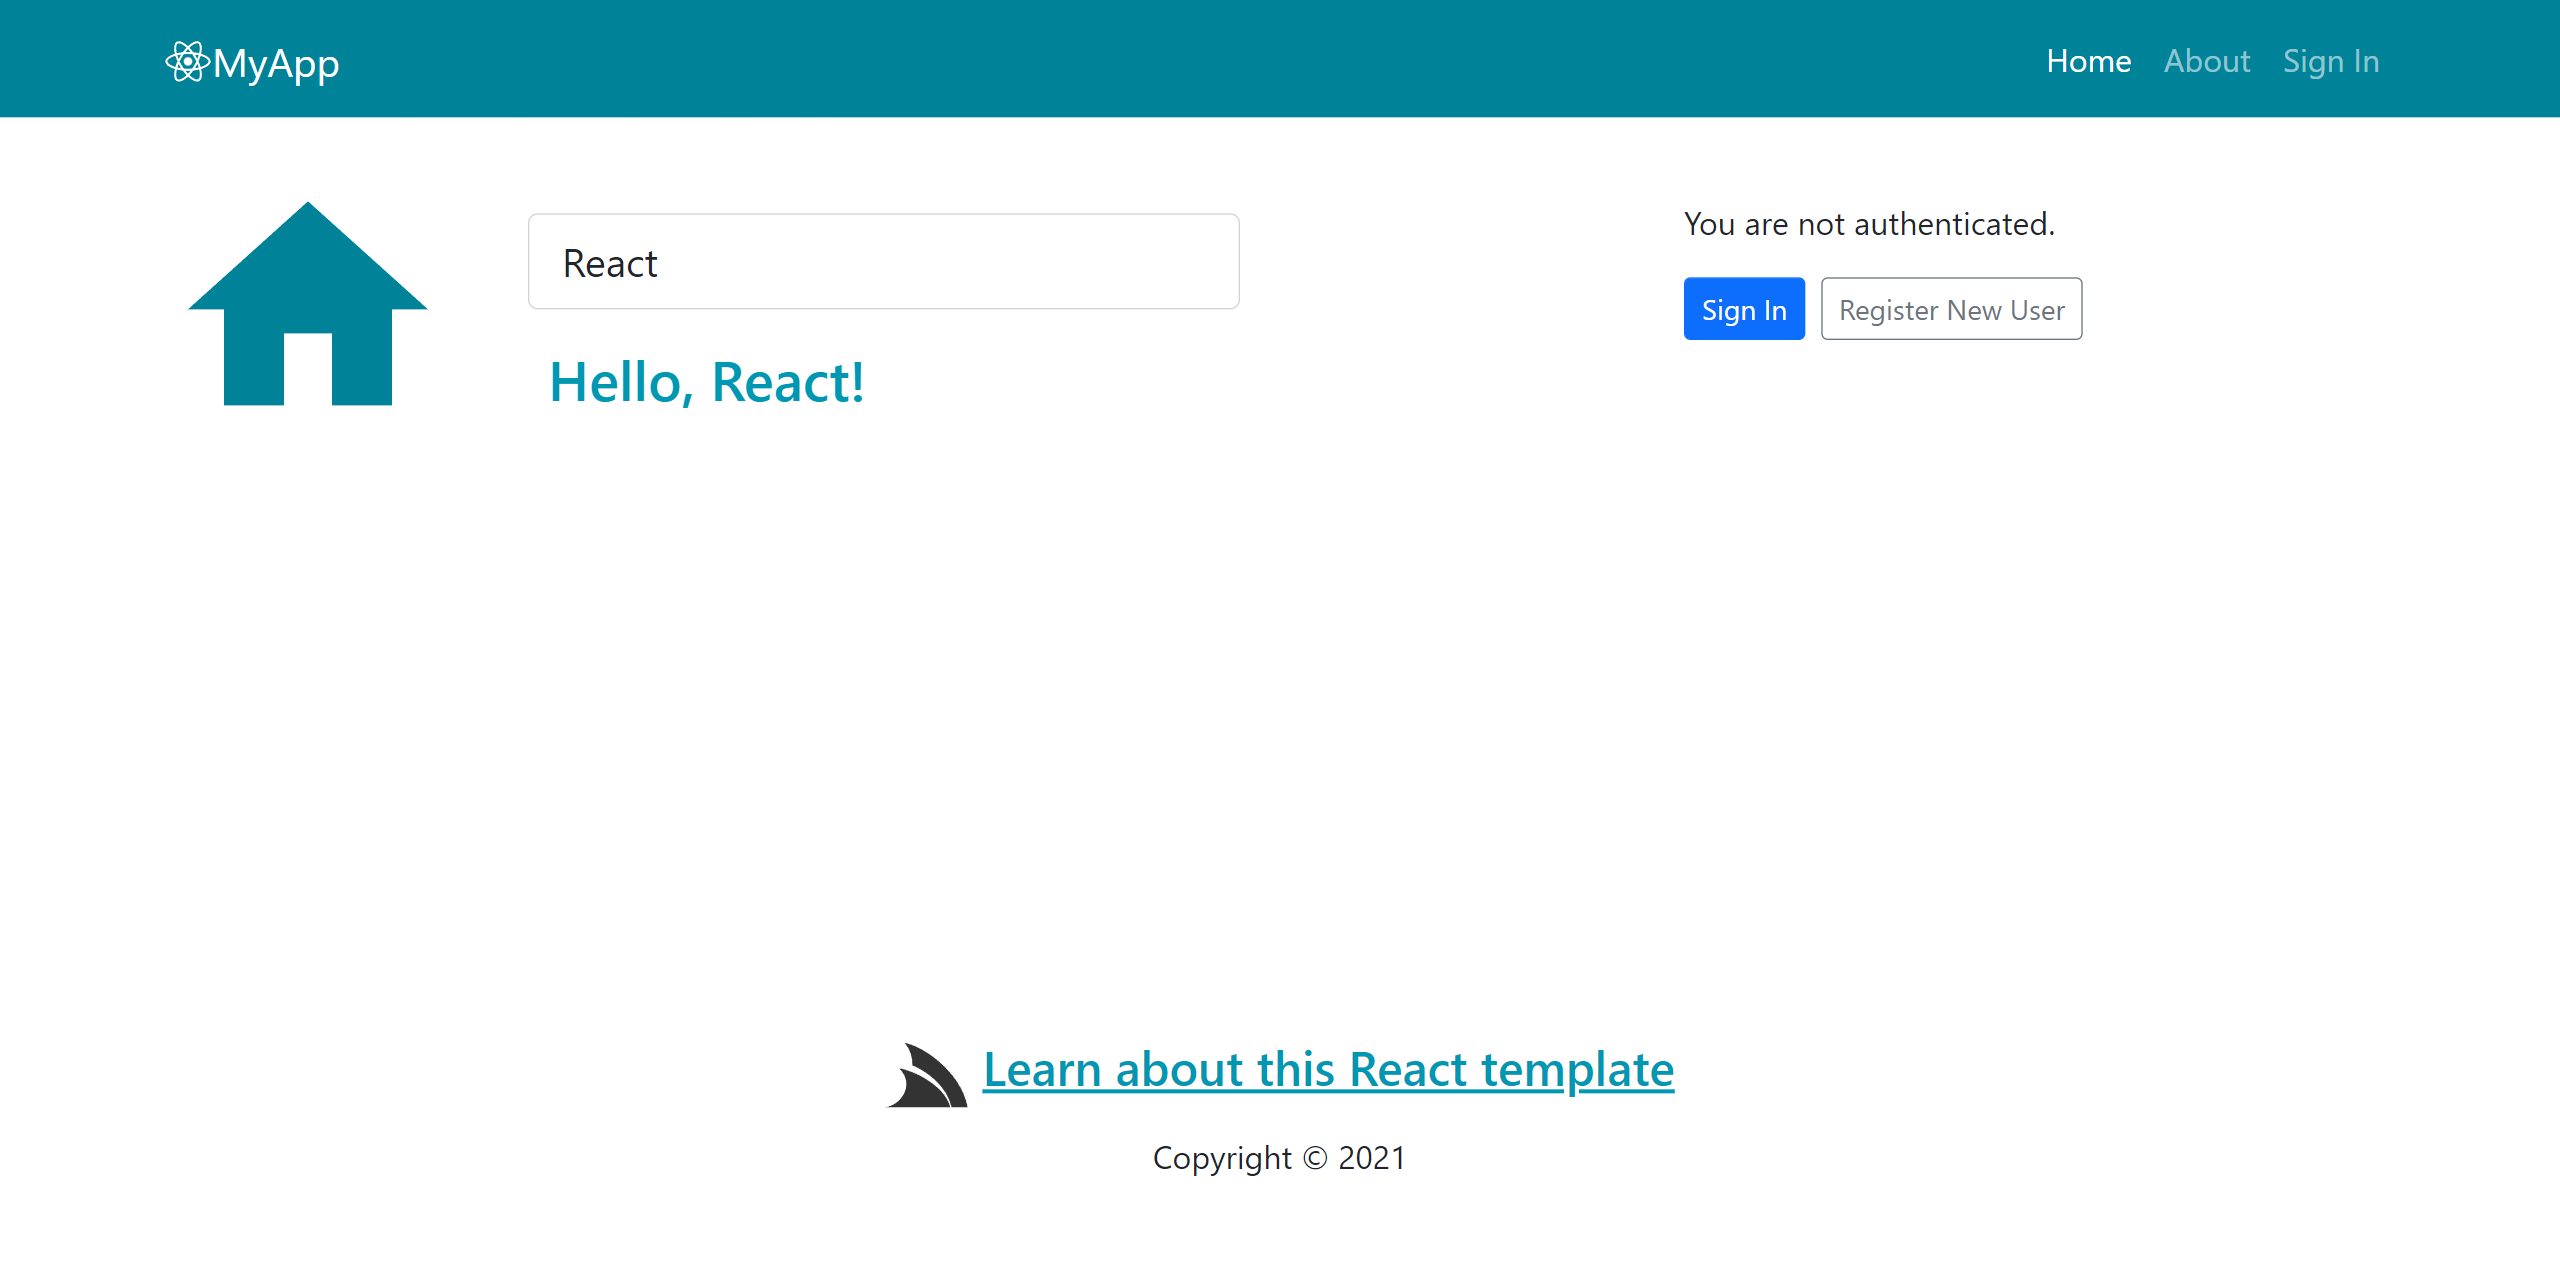 MyApp
Home About Sign In
React
Hello, React!
You are not authenticated.
Sign In Register New User
Learn about this React template
Copyright © 2021